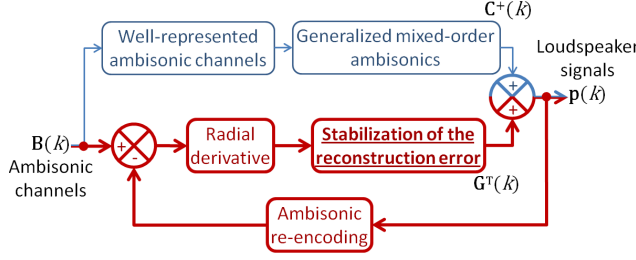 C⁺(k)
Well-represented
ambisonic channels
Generalized mixed-order
ambisonics
Loudspeaker
signals
p(k)
+
+
B(k)
Ambisonic
channels
+
-
Radial
derivative
Stabilization of the
reconstruction error
Gᵀ(k)
Ambisonic
re-encoding